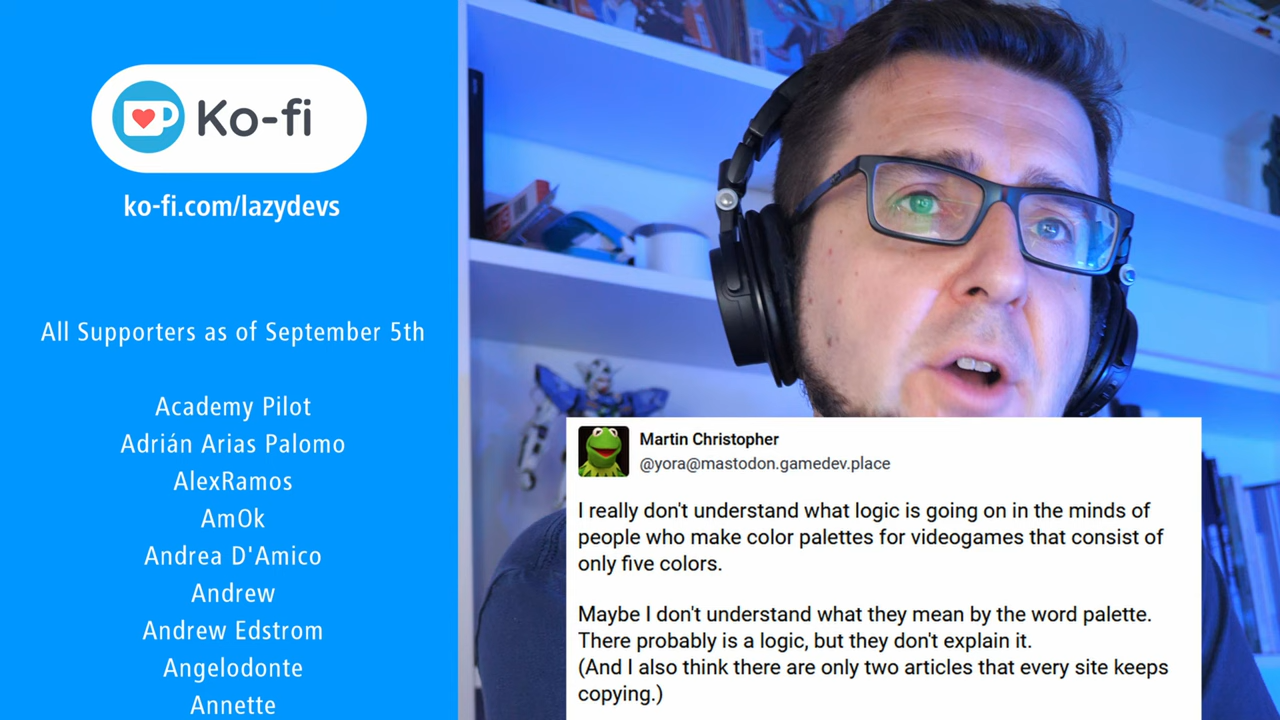 Ko-fi
ko-fi.com/lazydevs
All Supporters as of September 5th
Academy Pilot
Adrián Arias Palomo
AlexRamos
AmOk
Andrea D'Amico
Andrew
Andrew Edstrom
Angelodonte
Annette
Martin Christopher
@yora@mastodon.gamedev.place
I really don't understand what logic is going on in the minds of
people who make color palettes for videogames that consist of
only five colors.
Maybe I don't understand what they mean by the word palette.
There probably is a logic, but they don't explain it.
(And I also think there are only two articles that every site keeps
copying.)